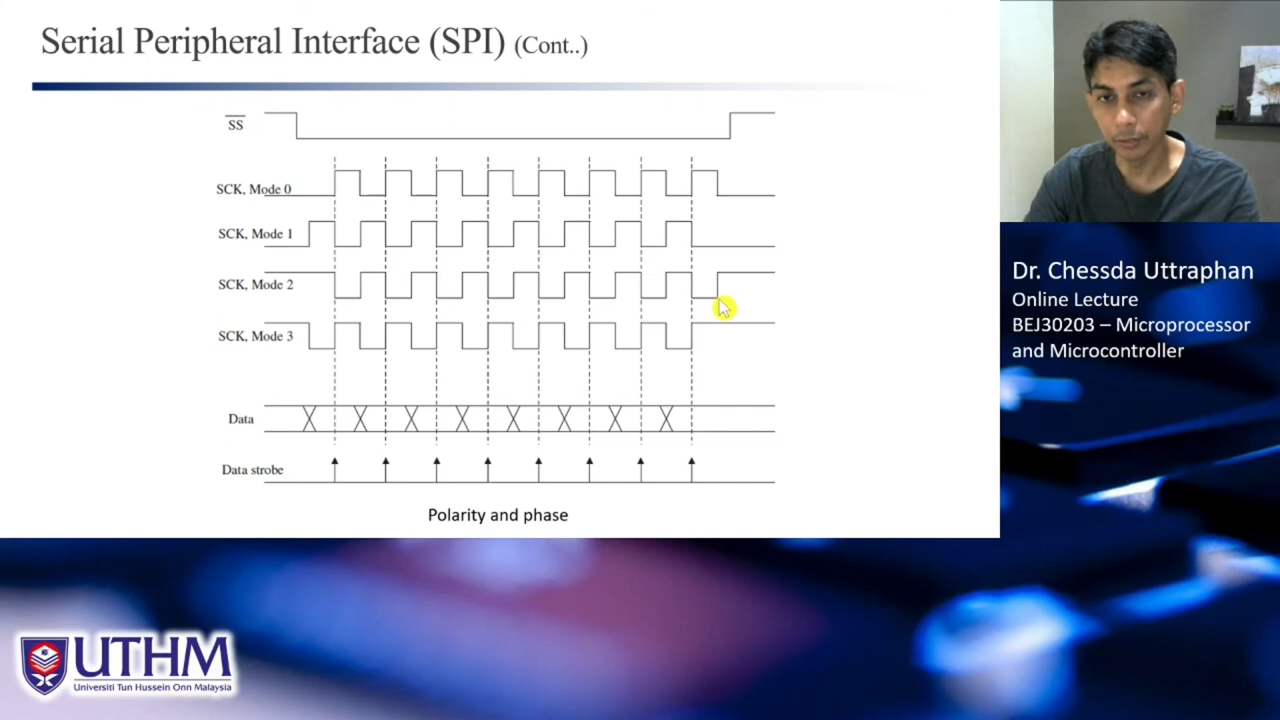 Serial Peripheral Interface (SPI) (Cont..)
SS
SCK, Mode 0
SCK, Mode 1
SCK, Mode 2
SCK, Mode 3
Data
Data strobe
Polarity and phase
Dr. Chessda Uttraphan
Online Lecture
BEJ30203 – Microprocessor
and Microcontroller
UTHM
Universiti Tun Hussein Onn Malaysia